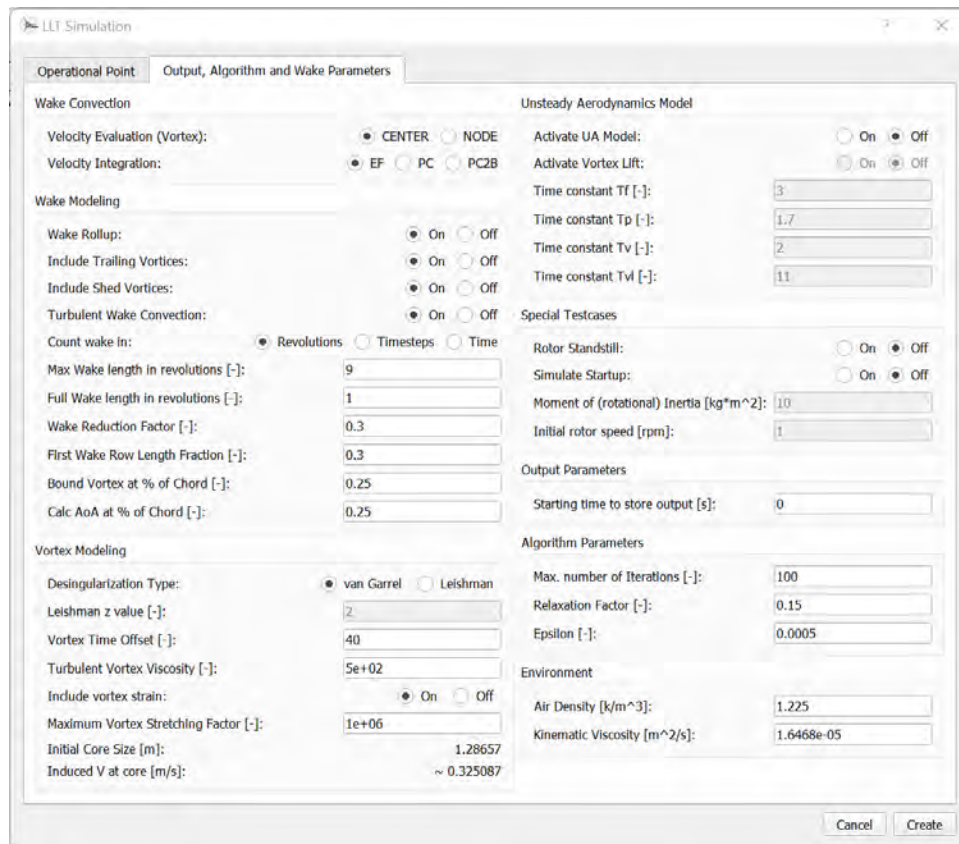 LLT Simulation
?
Operational Point
Output, Algorithm and Wake Parameters
Wake Convection
Velocity Evaluation (Vortex): CENTER NODE
Velocity Integration: EF PC PC2B
Wake Modeling
Wake Rollup: On Off
Include Trailing Vortices: On Off
Include Shed Vortices: On Off
Turbulent Wake Convection: On Off
Count wake in: Revolutions Timesteps Time
Max Wake length in revolutions [-]: 9
Full Wake length in revolutions [-]: 1
Wake Reduction Factor [-]: 0.3
First Wake Row Length Fraction [-]: 0.3
Bound Vortex at % of Chord [-]: 0.25
Calc AoA at % of Chord [-]: 0.25
Vortex Modeling
Desingularization Type: van Garrel Leishman
Leishman z value [-]: 2
Vortex Time Offset [-]: 40
Turbulent Vortex Viscosity [-]: 5e+02
Include vortex strain: On Off
Maximum Vortex Stretching Factor [-]: 1e+06
Initial Core Size [m]: 1.28657
Induced V at core [m/s]: ~ 0.325087
Unsteady Aerodynamics Model
Activate UA Model: On Off
Activate Vortex Lift: On Off
Time constant Tf [-]: 3
Time constant Tp [-]: 1.7
Time constant Tv [-]: 2
Time constant Tvl [-]: 11
Special Testcases
Rotor Standstill: On Off
Simulate Startup: On Off
Moment of (rotational) Inertia [kg*m^2]: 10
Initial rotor speed [rpm]: 1
Output Parameters
Starting time to store output [s]: 0
Algorithm Parameters
Max. number of Iterations [-]: 100
Relaxation Factor [-]: 0.15
Epsilon [-]: 0.0005
Environment
Air Density [k/m^3]: 1.225
Kinematic Viscosity [m^2/s]: 1.6468e-05
Cancel Create